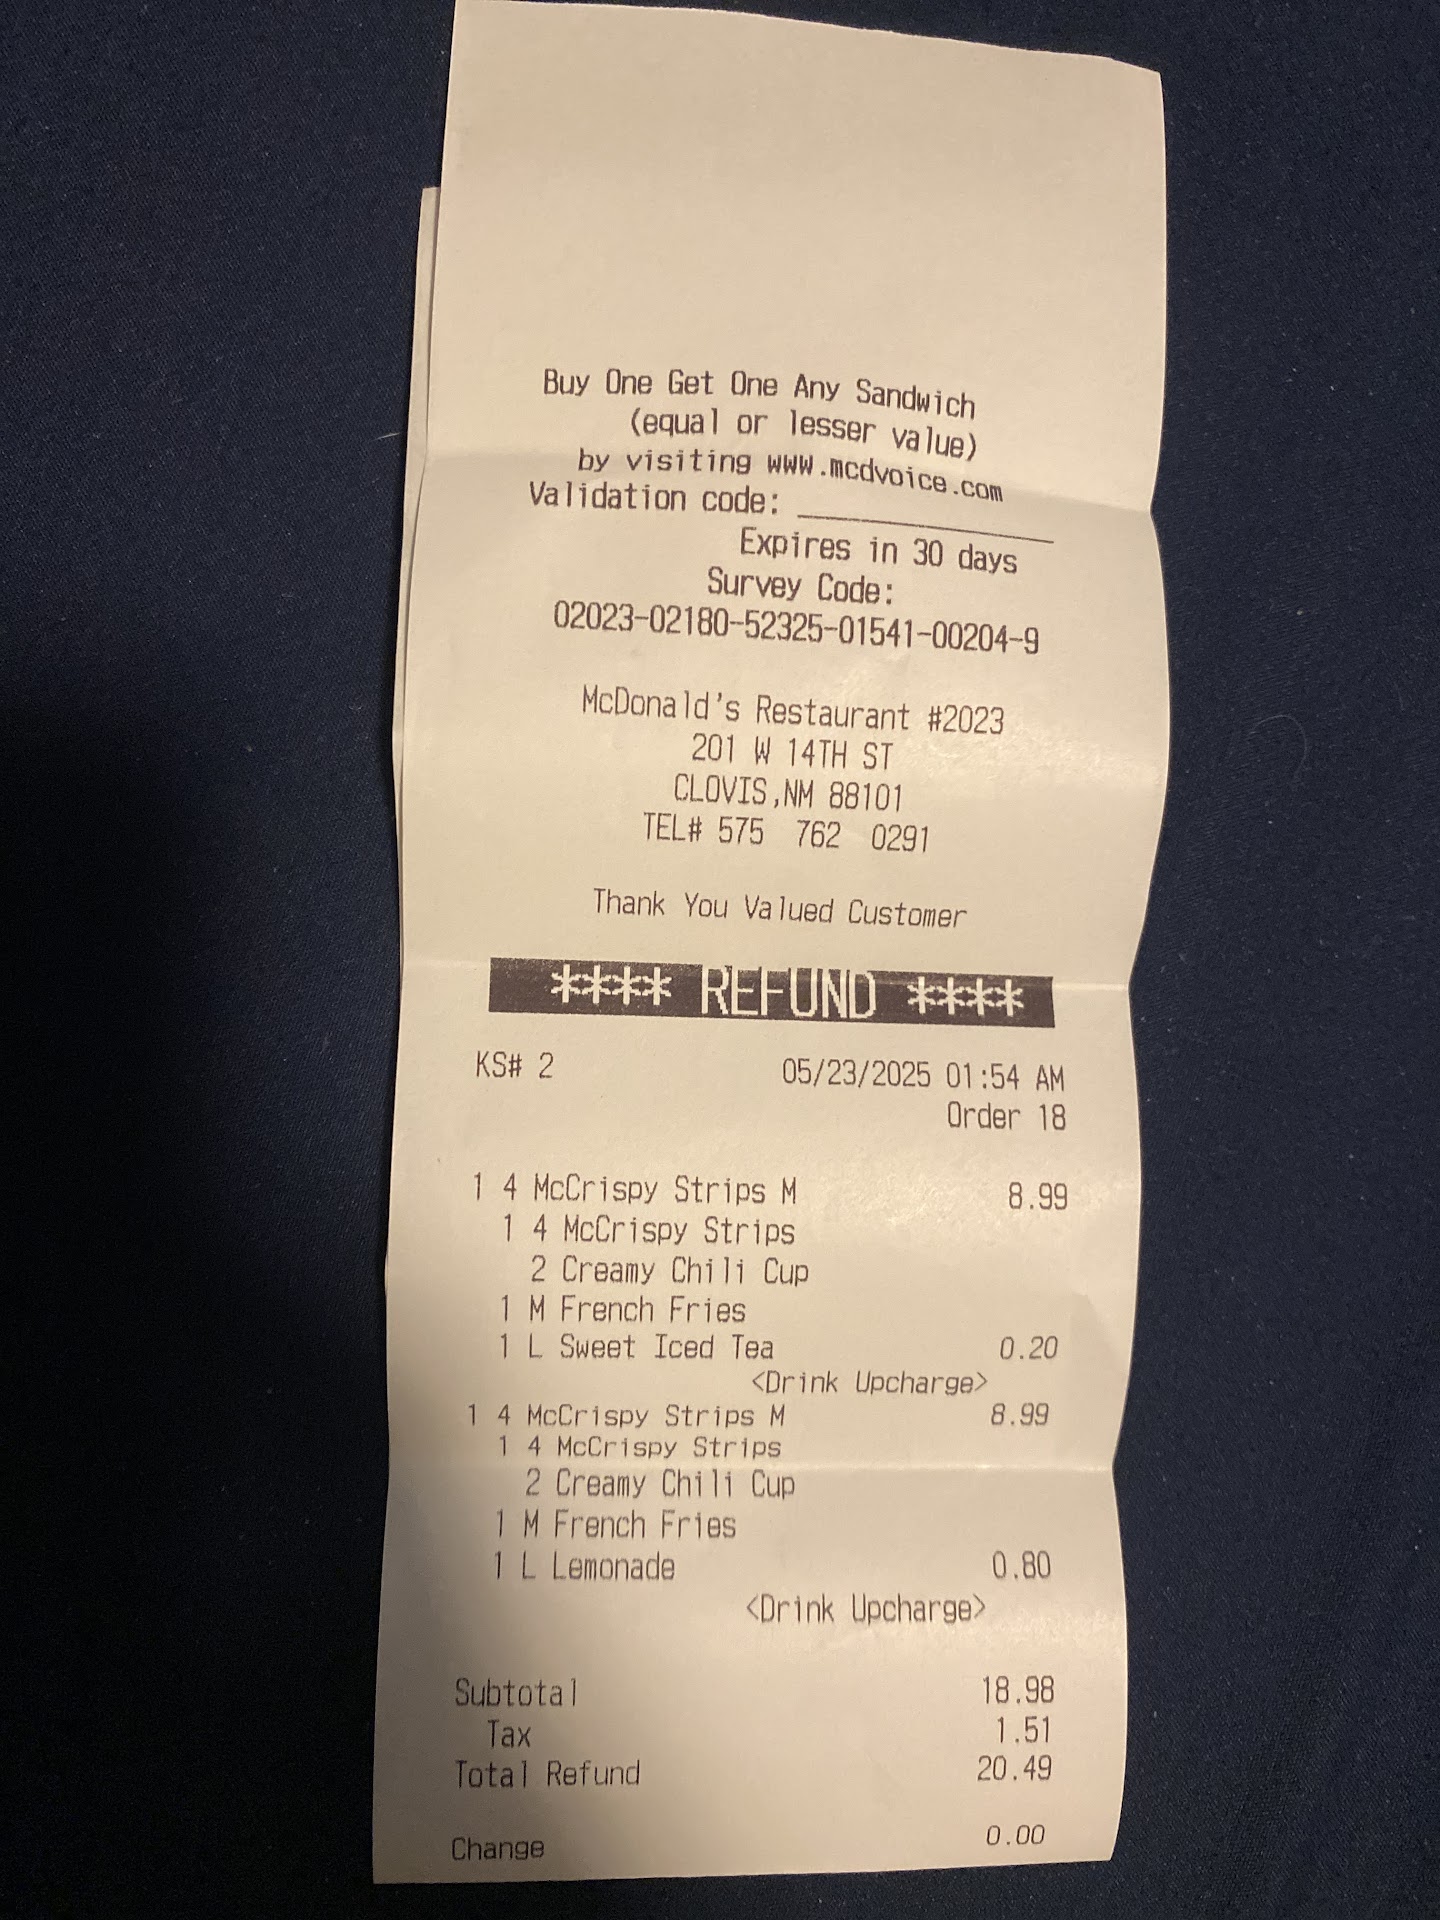 Buy One Get One Any Sandwich
(equal or lesser value)
by visiting www.mcdvoice.com
Validation code: ________________
Expires in 30 days
Survey Code:
02023-02180-52325-01541-00204-9
McDonald's Restaurant #2023
201 W 14TH ST
CLOVIS,NM 88101
TEL# 575 762 0291
Thank You Valued Customer
**** REFUND ****
KS# 2 05/23/2025 01:54 AM
Order 18
1 4 McCrispy Strips M 8.99
1 4 McCrispy Strips
2 Creamy Chili Cup
1 M French Fries
1 L Sweet Iced Tea 0.20
<Drink Upcharge>
1 4 McCrispy Strips M 8.99
1 4 McCrispy Strips
2 Creamy Chili Cup
1 M French Fries
1 L Lemonade 0.80
<Drink Upcharge>
Subtotal 18.98
Tax 1.51
Total Refund 20.49
Change 0.00